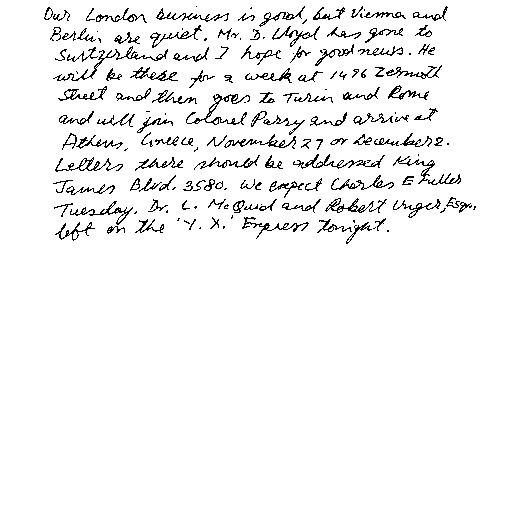 Our London business is good, but Vienna and
Berlin are quiet. Mr. D. Lloyd has gone to
Switzerland and I hope for good news. He
will be there for a week at 1496 Zermott
Street and then goes to Turin and Rome
and will join Colonel Parry and arrive at
Athens, Greece, November 27 or December 2.
Letters there should be addressed King
James Blvd. 3580. We expect Charles E Fuller
Tuesday. Dr. L. McQuid and Robert Unger, Esq.,
left on the 'Y. X.' Express tonight.